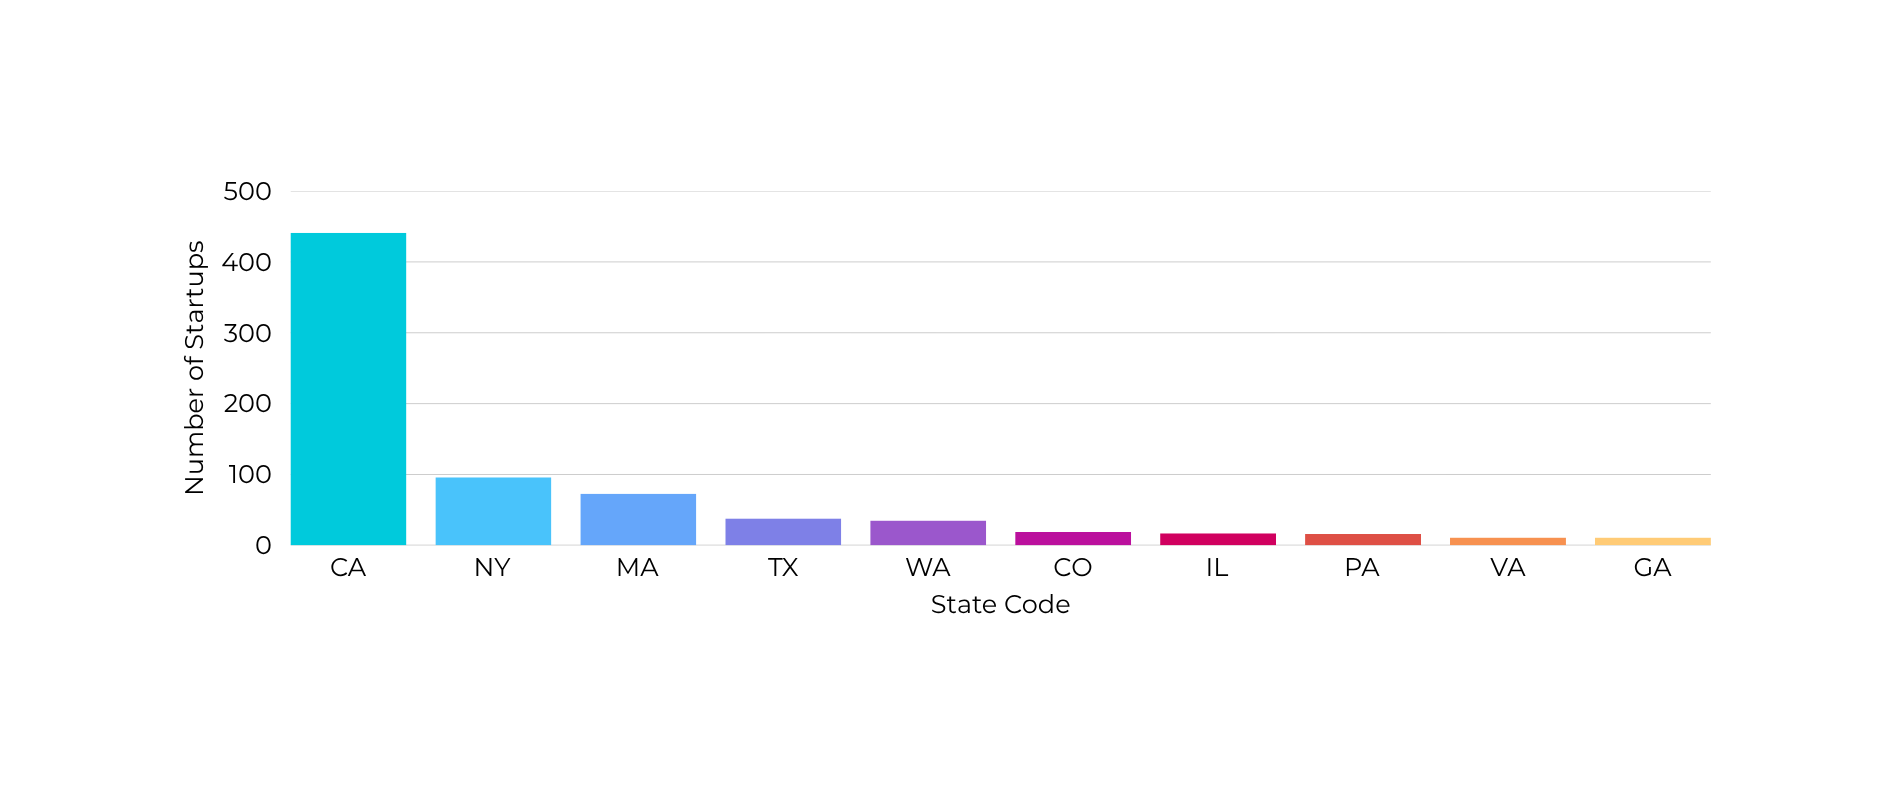 500
400
300
200
100
0
Number of Startups
CA NY MA TX WA CO IL PA VA GA
State Code